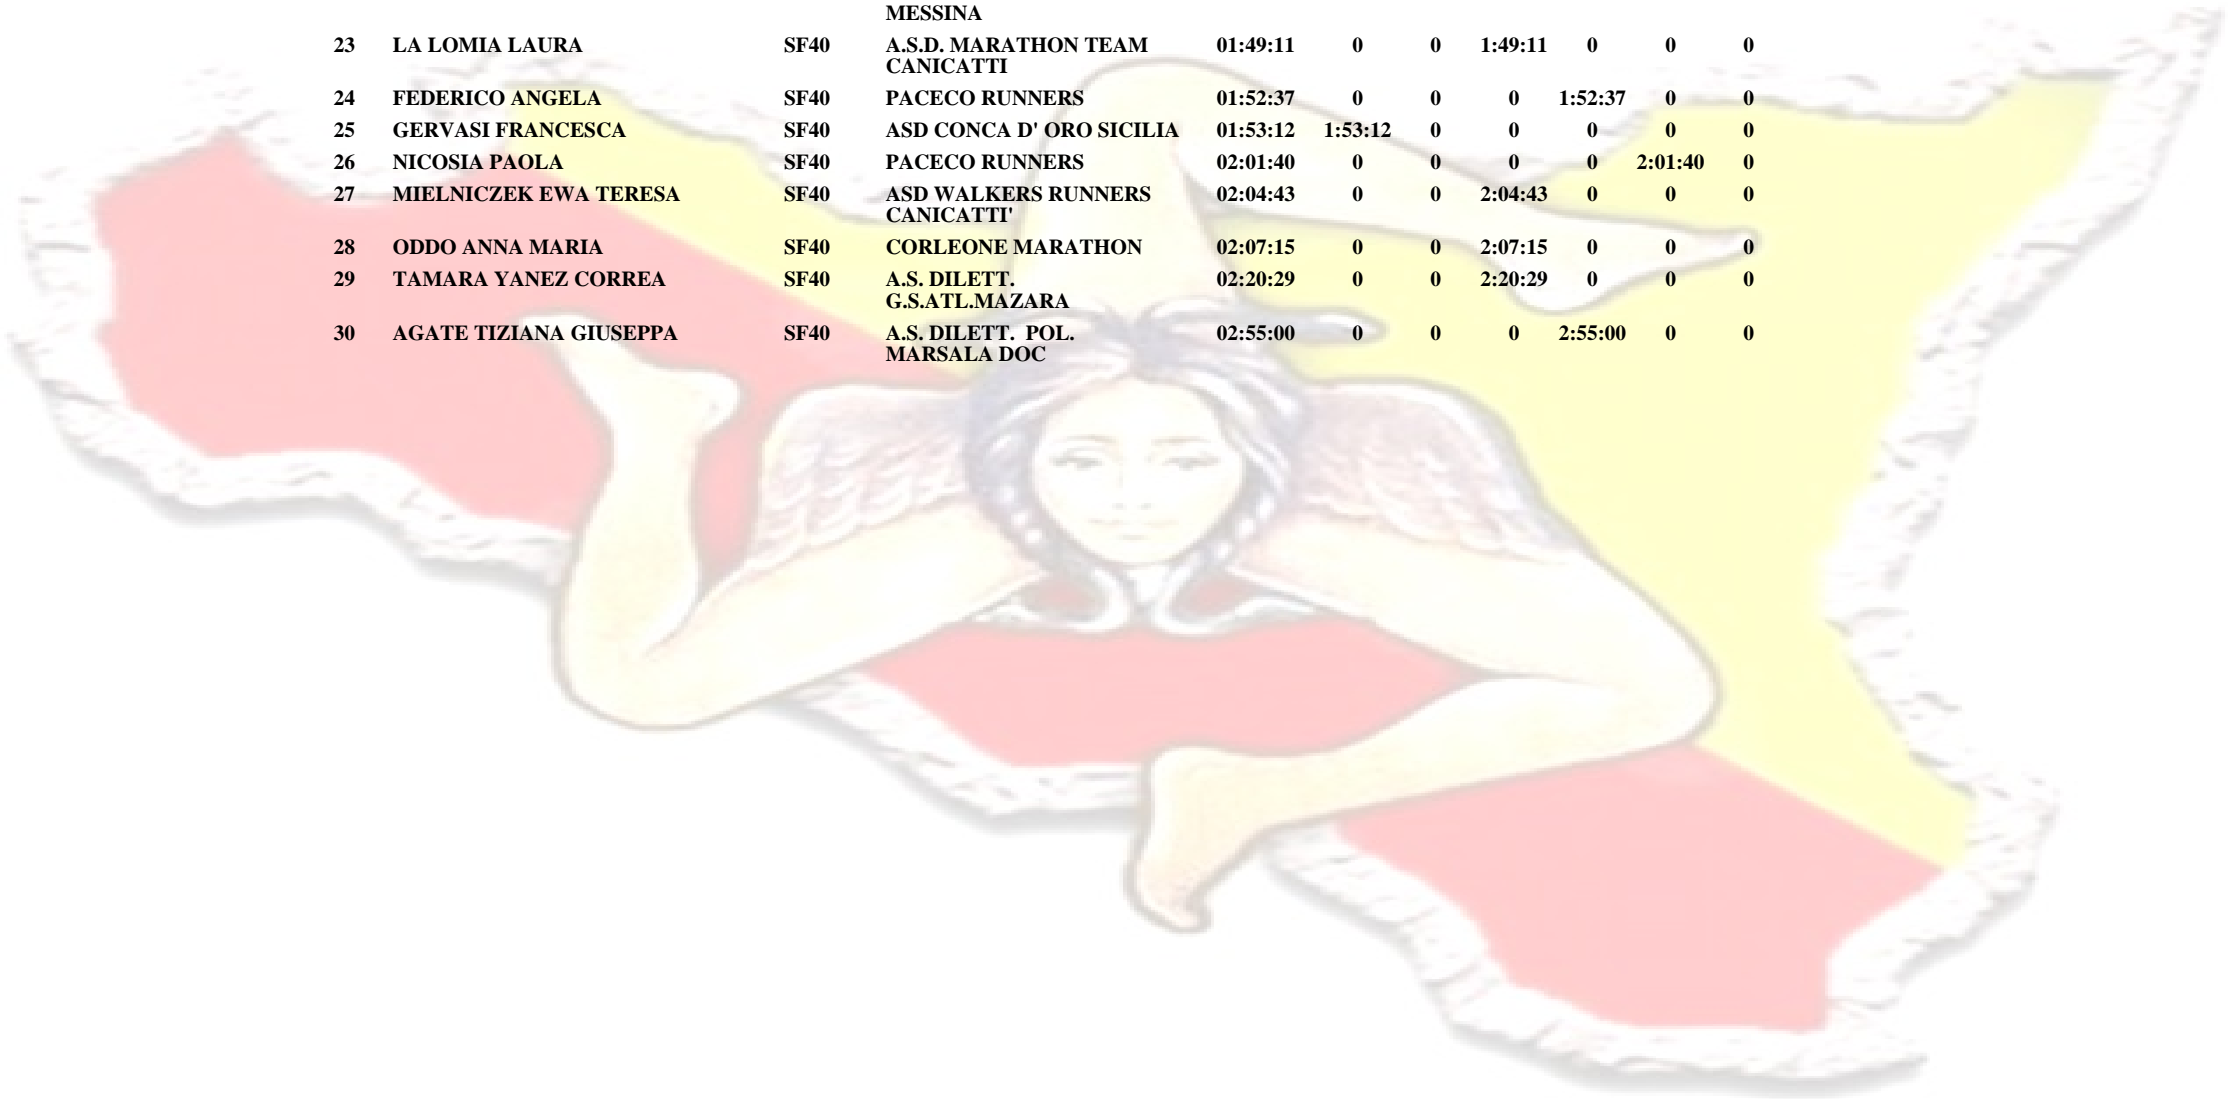 MESSINA
23 LA LOMIA LAURA SF40 A.S.D. MARATHON TEAM 01:49:11 0 0 1:49:11 0 0 0
CANICATTI
24 FEDERICO ANGELA SF40 PACECO RUNNERS 01:52:37 0 0 0 1:52:37 0 0
25 GERVASI FRANCESCA SF40 ASD CONCA D' ORO SICILIA 01:53:12 1:53:12 0 0 0 0 0
26 NICOSIA PAOLA SF40 PACECO RUNNERS 02:01:40 0 0 0 0 2:01:40 0
27 MIELNICZEK EWA TERESA SF40 ASD WALKERS RUNNERS 02:04:43 0 0 2:04:43 0 0 0
CANICATTI'
28 ODDO ANNA MARIA SF40 CORLEONE MARATHON 02:07:15 0 0 2:07:15 0 0 0
29 TAMARA YANEZ CORREA SF40 A.S. DILETT. 02:20:29 0 0 2:20:29 0 0 0
G.S.ATL.MAZARA
30 AGATE TIZIANA GIUSEPPA SF40 A.S. DILETT. POL. 02:55:00 0 0 0 2:55:00 0 0
MARSALA DOC